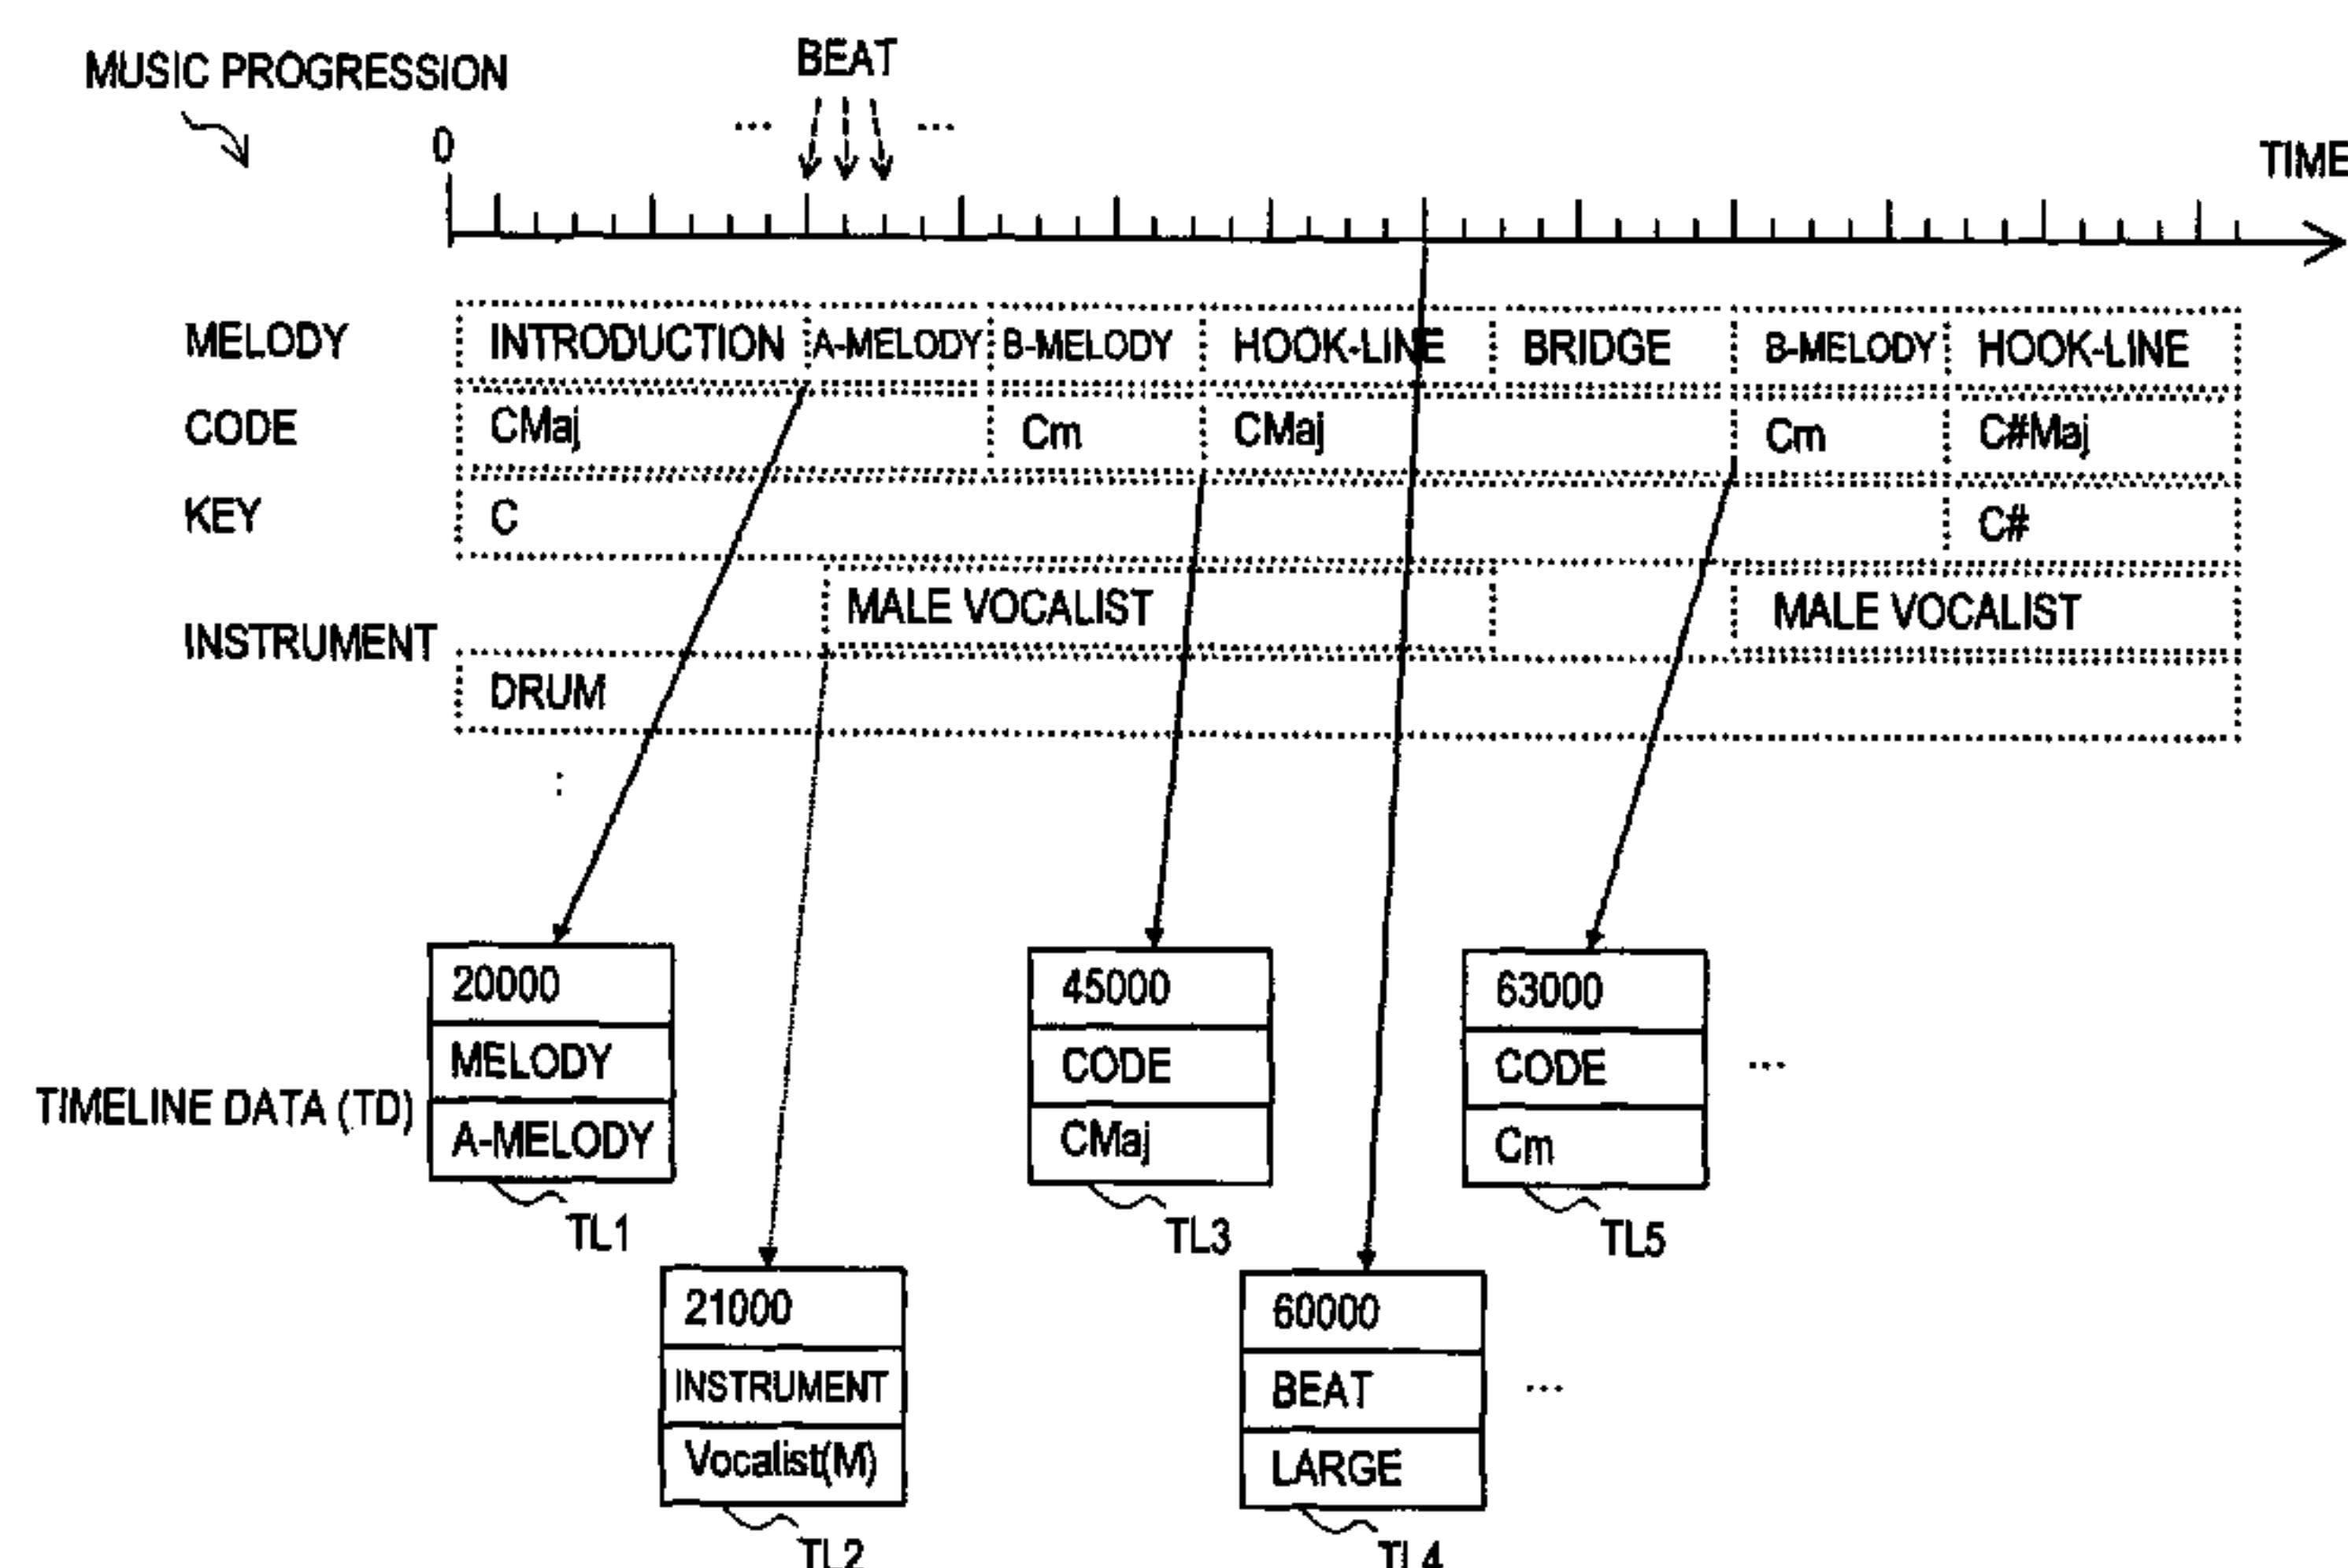 MUSIC PROGRESSION
BEAT
... ...
0
TIME
MELODY INTRODUCTION A-MELODY B-MELODY HOOK-LINE BRIDGE B-MELODY HOOK-LINE
CODE CMaj Cm CMaj Cm C#Maj
KEY C C#
INSTRUMENT
MALE VOCALIST MALE VOCALIST
DRUM
:
TIMELINE DATA (TD)
20000
MELODY
A-MELODY
TL1
21000
INSTRUMENT
Vocalist(M)
TL2
45000
CODE
CMaj
TL3
60000
BEAT
LARGE
TL4
...
63000
CODE
Cm
TL5
...